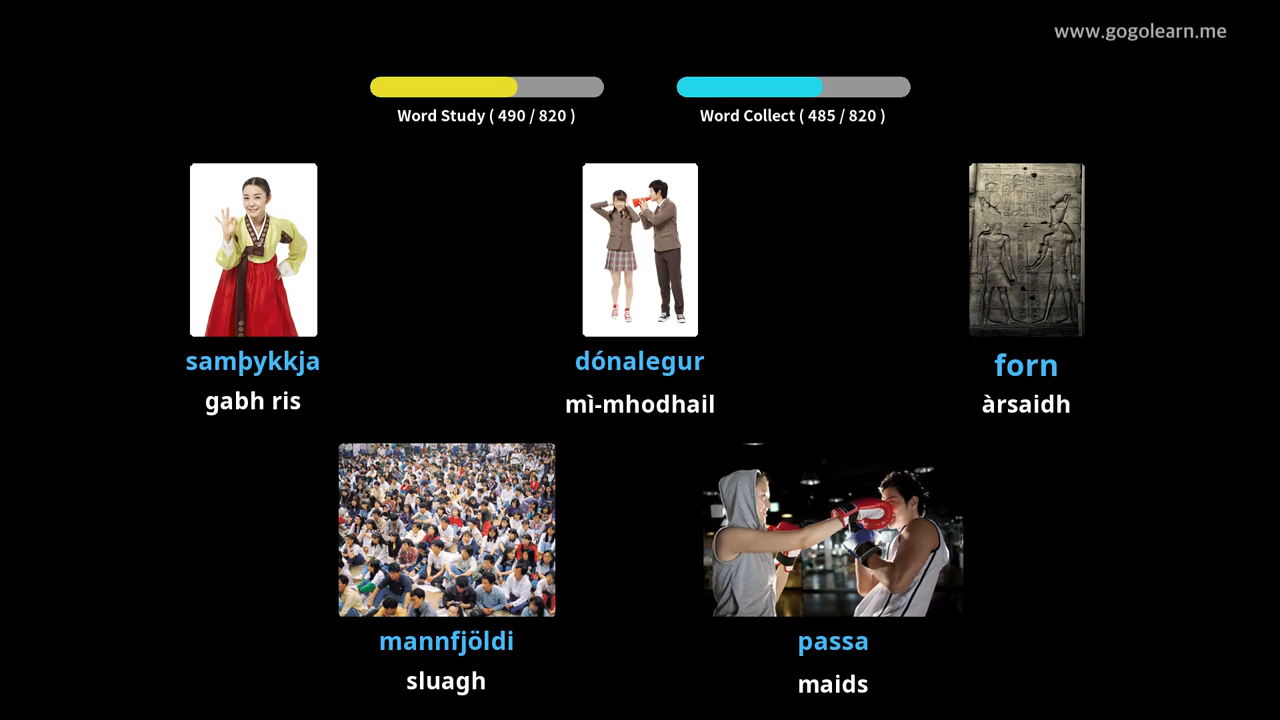 www.gogolearn.me
Word Study ( 490 / 820 )
Word Collect ( 485 / 820 )
samþykkja
gabh ris
dónalegur
mì-mhodhail
forn
àrsaidh
mannfjöldi
sluagh
passa
maids